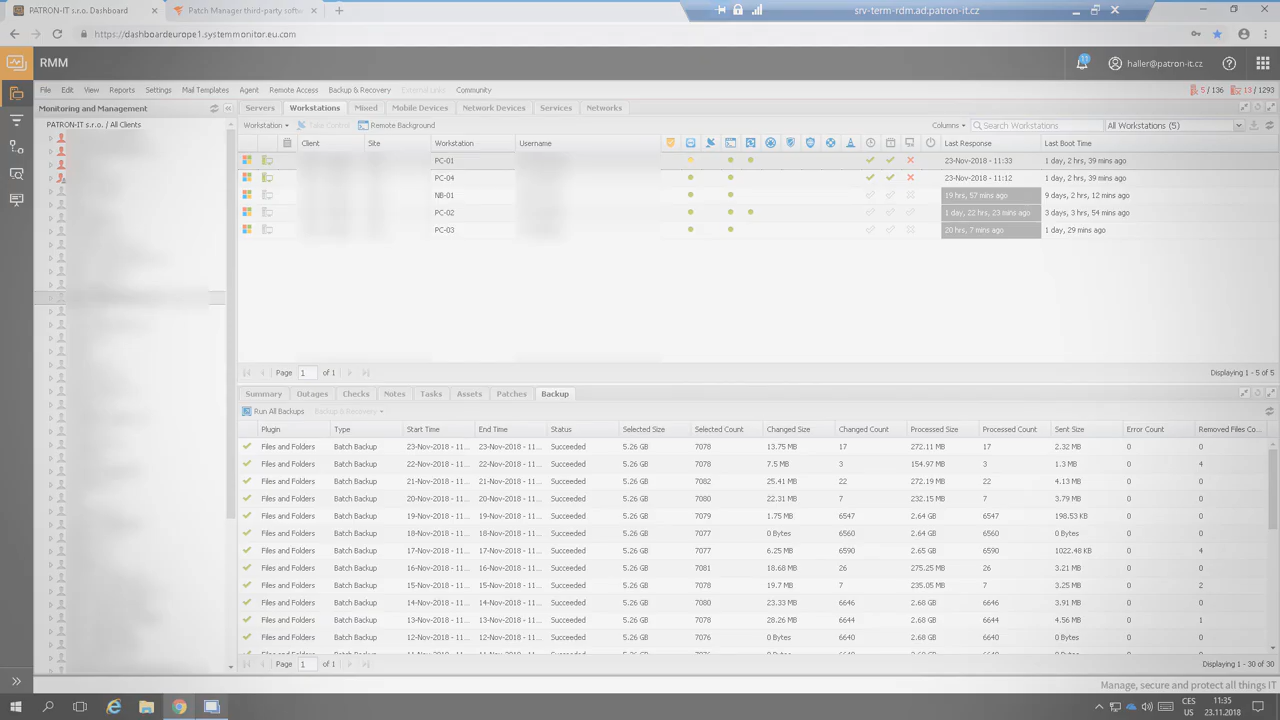 PATRON-IT s.r.o. Dashboard
Patch Manager third-party softw
srv-term-rdm.ad.patron-it.cz
https://dashboardeurope1.systemmonitor.eu.com
RMM
11
haller@patron-it.cz
File Edit View Reports Settings Mail Templates Agent Remote Access Backup & Recovery External Links Community
5 / 136 13 / 1293
Monitoring and Management
Servers Workstations Mixed Mobile Devices Network Devices Services Networks
PATRON-IT s.r.o. / All Clients
Workstation Take Control Remote Background Columns Search Workstations All Workstations (5)
Client Site Workstation Username Last Response Last Boot Time
PC-01 23-Nov-2018 - 11:33 1 day, 2 hrs, 39 mins ago
PC-04 23-Nov-2018 - 11:12 1 day, 2 hrs, 39 mins ago
NB-01 19 hrs, 57 mins ago 9 days, 2 hrs, 12 mins ago
PC-02 1 day, 22 hrs, 23 mins ago 3 days, 3 hrs, 54 mins ago
PC-03 20 hrs, 7 mins ago 1 day, 29 mins ago
Page 1 of 1 Displaying 1 - 5 of 5
Summary Outages Checks Notes Tasks Assets Patches Backup
Run All Backups Backup & Recovery
Plugin Type Start Time End Time Status Selected Size Selected Count Changed Size Changed Count Processed Size Processed Count Sent Size Error Count Removed Files Co...
Files and Folders Batch Backup 23-Nov-2018 - 11... 23-Nov-2018 - 11... Succeeded 5.26 GB 7078 13.75 MB 17 272.11 MB 17 2.32 MB 0 0
Files and Folders Batch Backup 22-Nov-2018 - 11... 22-Nov-2018 - 11... Succeeded 5.26 GB 7078 7.5 MB 3 154.97 MB 3 1.3 MB 0 4
Files and Folders Batch Backup 21-Nov-2018 - 11... 21-Nov-2018 - 11... Succeeded 5.26 GB 7082 25.41 MB 22 272.19 MB 22 4.13 MB 0 0
Files and Folders Batch Backup 20-Nov-2018 - 11... 20-Nov-2018 - 11... Succeeded 5.26 GB 7080 22.31 MB 7 232.15 MB 7 3.79 MB 0 0
Files and Folders Batch Backup 19-Nov-2018 - 11... 19-Nov-2018 - 11... Succeeded 5.26 GB 7079 1.75 MB 6547 2.64 GB 6547 198.53 KB 0 0
Files and Folders Batch Backup 18-Nov-2018 - 11... 18-Nov-2018 - 11... Succeeded 5.26 GB 7077 0 Bytes 6560 2.64 GB 6560 0 Bytes 0 0
Files and Folders Batch Backup 17-Nov-2018 - 11... 17-Nov-2018 - 11... Succeeded 5.26 GB 7077 6.25 MB 6590 2.65 GB 6590 1022.48 KB 0 4
Files and Folders Batch Backup 16-Nov-2018 - 11... 16-Nov-2018 - 11... Succeeded 5.26 GB 7081 18.68 MB 26 275.25 MB 26 3.21 MB 0 0
Files and Folders Batch Backup 15-Nov-2018 - 11... 15-Nov-2018 - 11... Succeeded 5.26 GB 7078 19.7 MB 7 235.05 MB 7 3.25 MB 0 2
Files and Folders Batch Backup 14-Nov-2018 - 11... 14-Nov-2018 - 11... Succeeded 5.26 GB 7080 23.33 MB 6646 2.68 GB 6646 3.91 MB 0 0
Files and Folders Batch Backup 13-Nov-2018 - 11... 13-Nov-2018 - 11... Succeeded 5.26 GB 7078 28.26 MB 6644 2.68 GB 6644 4.56 MB 0 1
Files and Folders Batch Backup 12-Nov-2018 - 11... 12-Nov-2018 - 11... Succeeded 5.26 GB 7076 0 Bytes 6640 2.68 GB 6640 0 Bytes 0 0
Page 1 of 1 Displaying 1 - 30 of 30
Manage, secure and protect all things IT
CES
US
11:35
23.11.2018